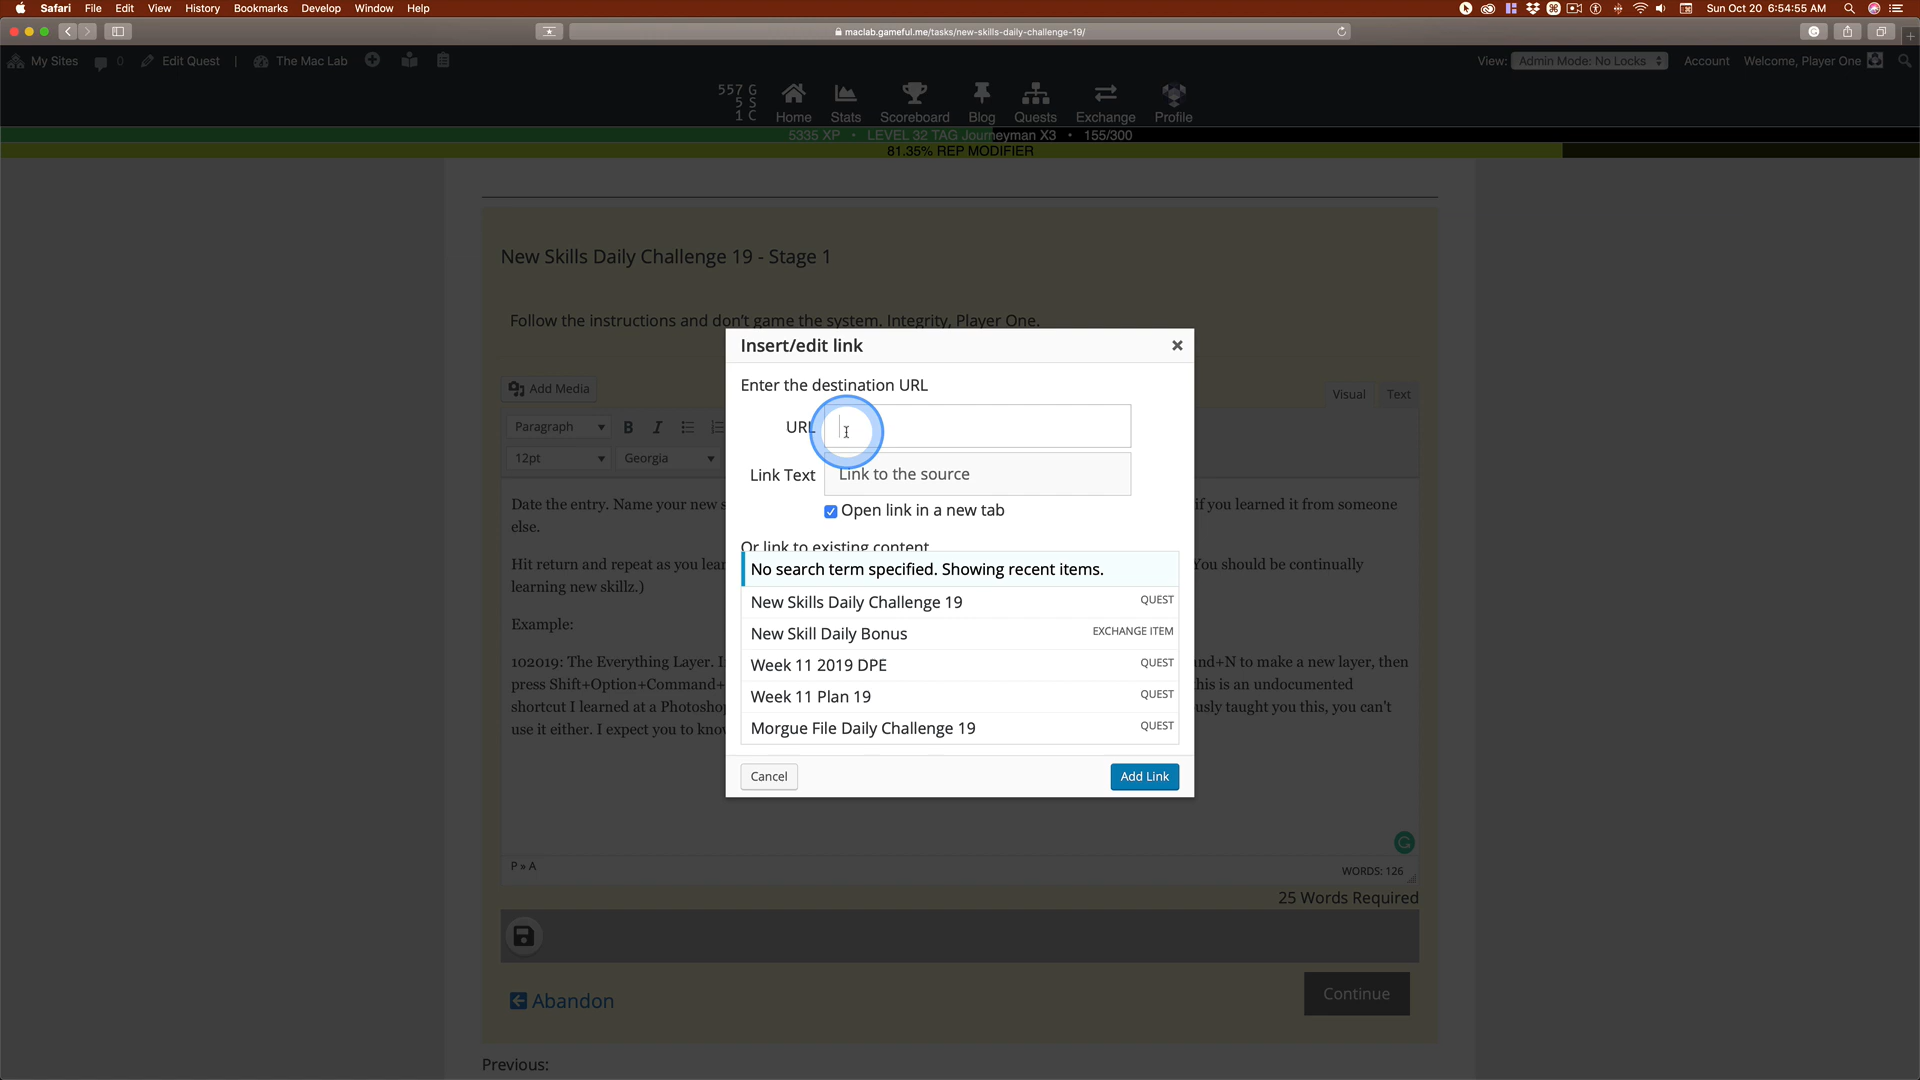 Safari File Edit View History Bookmarks Develop Window Help
Sun Oct 20 6:54:55 AM
maclab.gameful.me/tasks/new-skills-daily-challenge-19/
My Sites 0 Edit Quest | The Mac Lab
View: Admin Mode: No Locks Account Welcome, Player One
557 G
5 S
1 C
Home Stats Scoreboard Blog Quests Exchange Profile
5335 XP • LEVEL 32 TAG Journeyman X3 • 155/300
81.35% REP MODIFIER
New Skills Daily Challenge 19 - Stage 1
Follow the instructions and don't game the system. Integrity, Player One.
Add Media
Visual Text
Paragraph B I
12pt Georgia
Date the entry. Name your new s
if you learned it from someone
else.
Hit return and repeat as you lear
You should be continually
learning new skillz.)
Example:
102019: The Everything Layer. I
nd+N to make a new layer, then
press Shift+Option+Command+
his is an undocumented
shortcut I learned at a Photoshop
usly taught you this, you can't
use it either. I expect you to know
Insert/edit link
Enter the destination URL
URL
Link Text Link to the source
Open link in a new tab
Or link to existing content
No search term specified. Showing recent items.
New Skills Daily Challenge 19 QUEST
New Skill Daily Bonus EXCHANGE ITEM
Week 11 2019 DPE QUEST
Week 11 Plan 19 QUEST
Morgue File Daily Challenge 19 QUEST
Cancel Add Link
P » A
WORDS: 126
25 Words Required
Abandon
Continue
Previous: